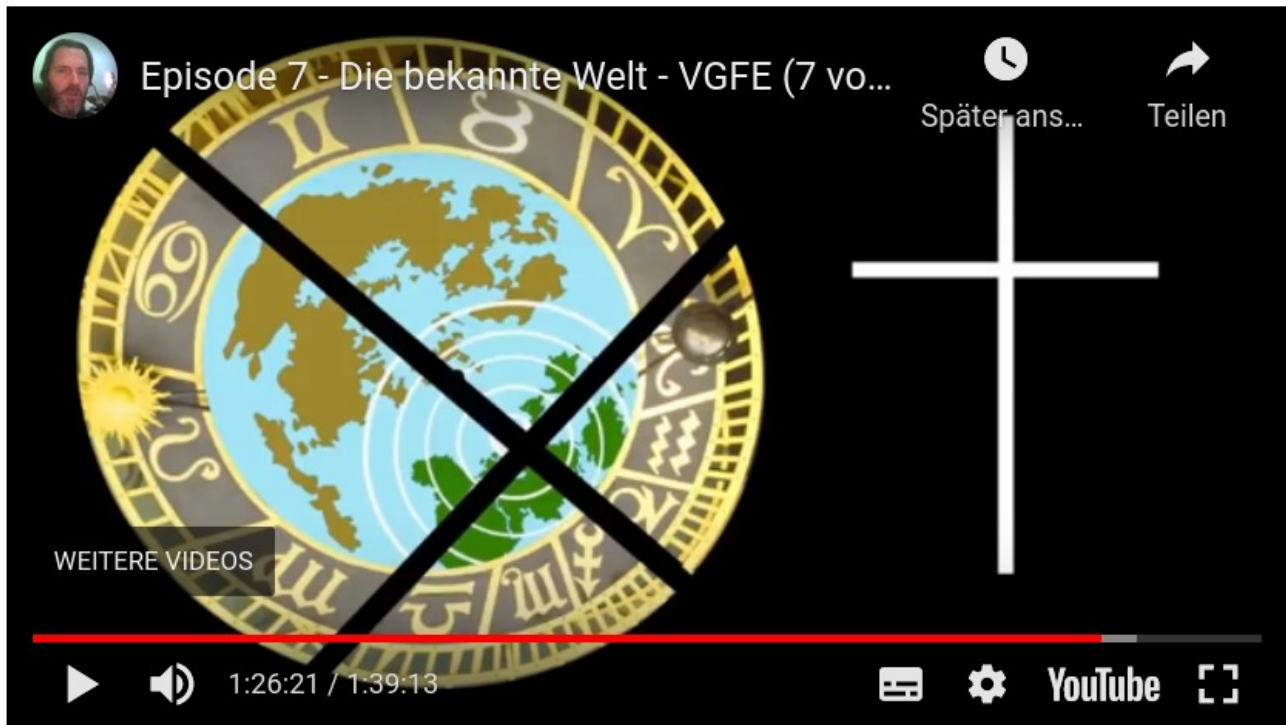 Episode 7 - Die bekannte Welt - VGFE (7 vo...
Später ans...
Teilen
WEITERE VIDEOS
1:26:21 / 1:39:13
YouTube